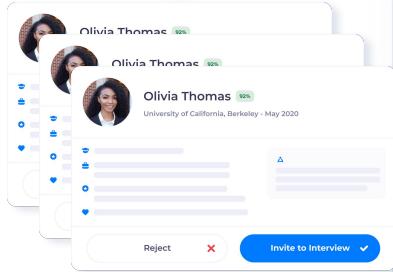 Olivia Thomas 92%
Olivia Thomas 92%
Olivia Thomas 92%
University of California, Berkeley - May 2020
Reject
Invite to Interview